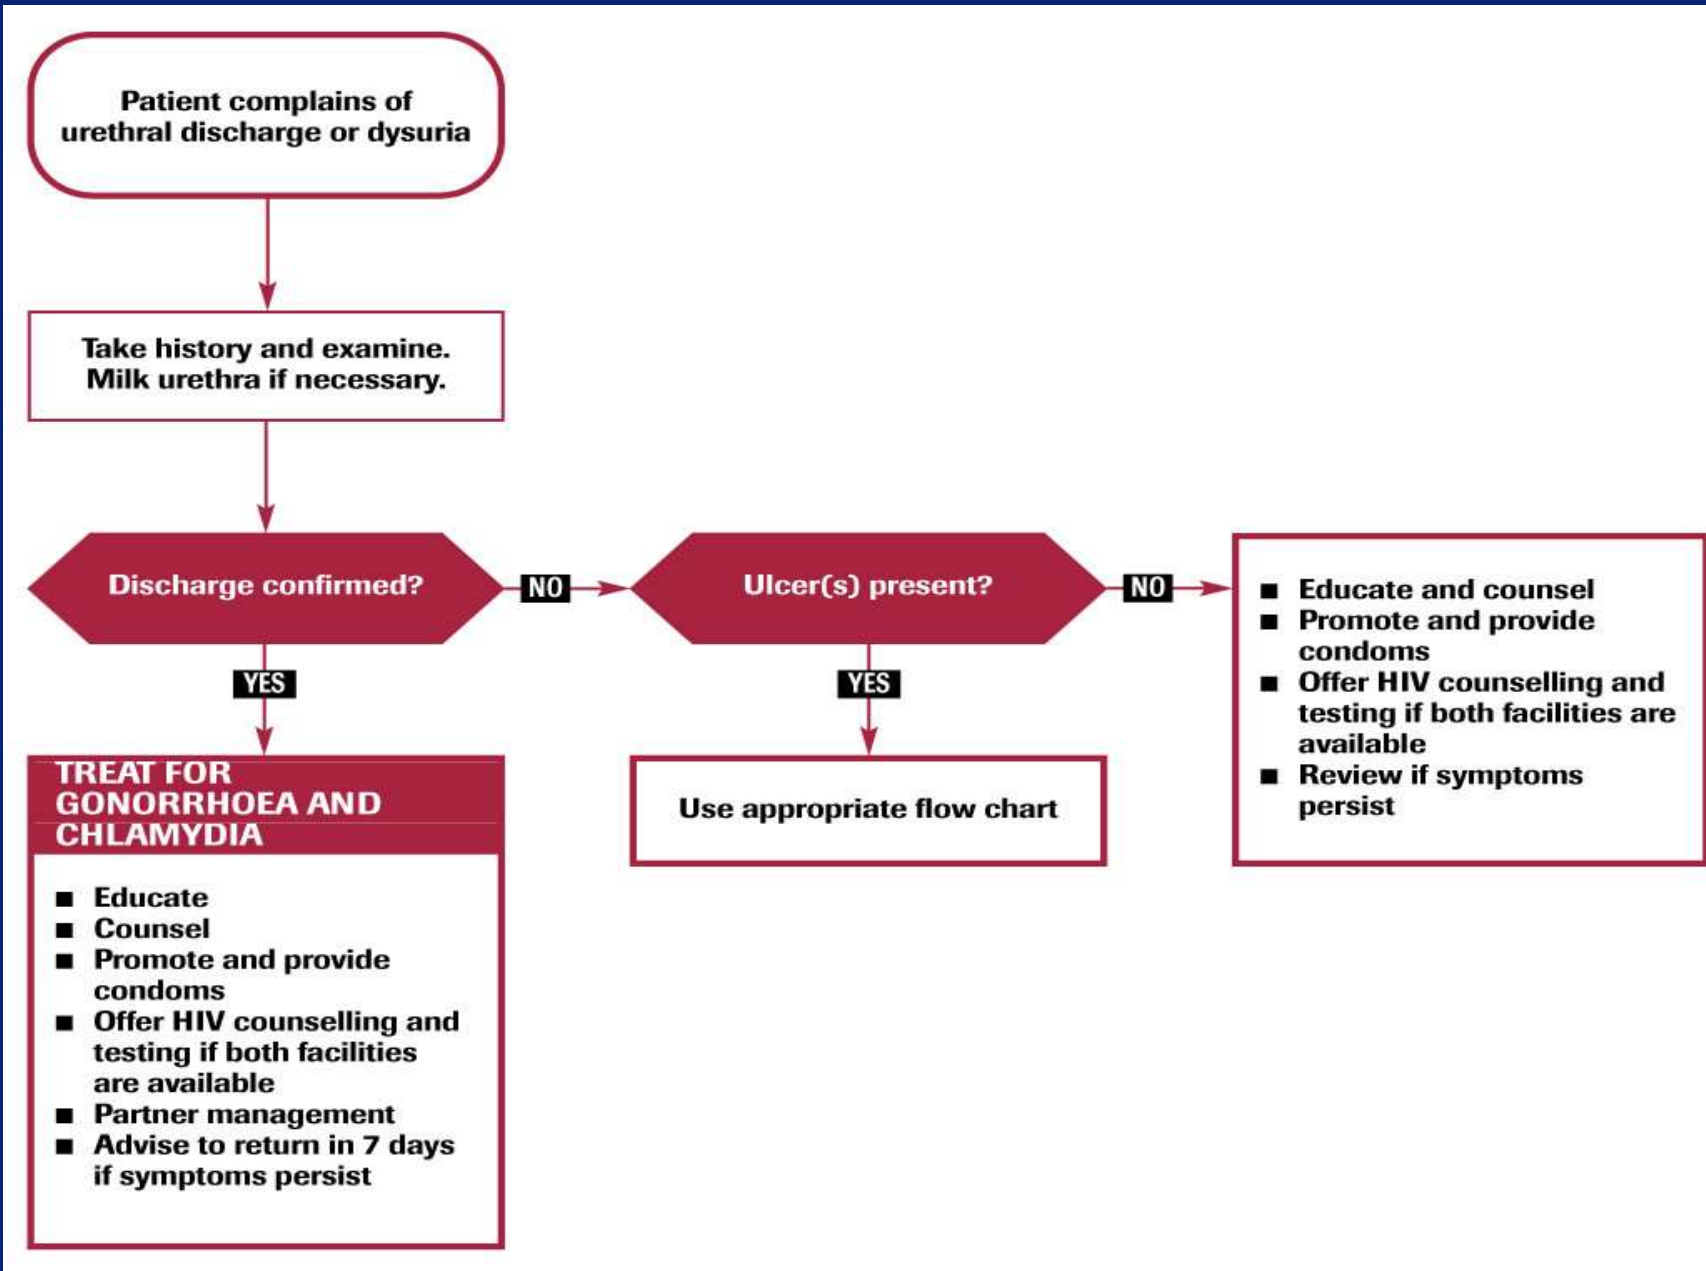 Patient complains of
urethral discharge or dysuria
Take history and examine.
Milk urethra if necessary.
Discharge confirmed?
NO
Ulcer(s) present?
NO
■ Educate and counsel
■ Promote and provide
condoms
■ Offer HIV counselling and
testing if both facilities are
available
■ Review if symptoms
persist
YES
YES
TREAT FOR
GONORRHOEA AND
CHLAMYDIA
■ Educate
■ Counsel
■ Promote and provide
condoms
■ Offer HIV counselling and
testing if both facilities
are available
■ Partner management
■ Advise to return in 7 days
if symptoms persist
Use appropriate flow chart